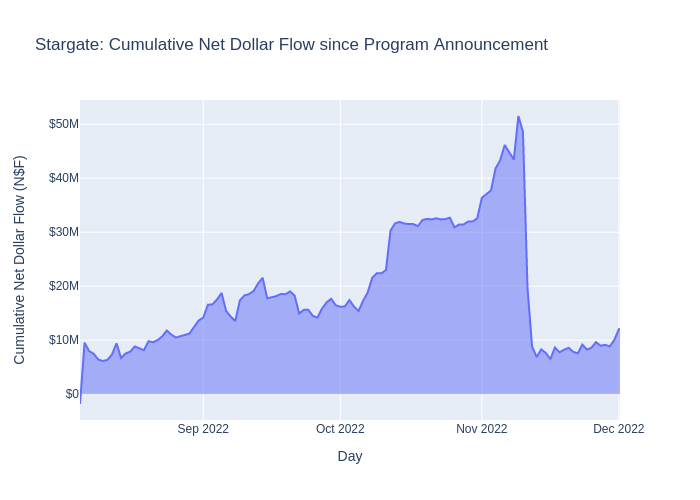 Stargate: Cumulative Net Dollar Flow since Program Announcement
Cumulative Net Dollar Flow (N$F)
$50M
$40M
$30M
$20M
$10M
$0
Sep 2022
Oct 2022
Nov 2022
Dec 2022
Day